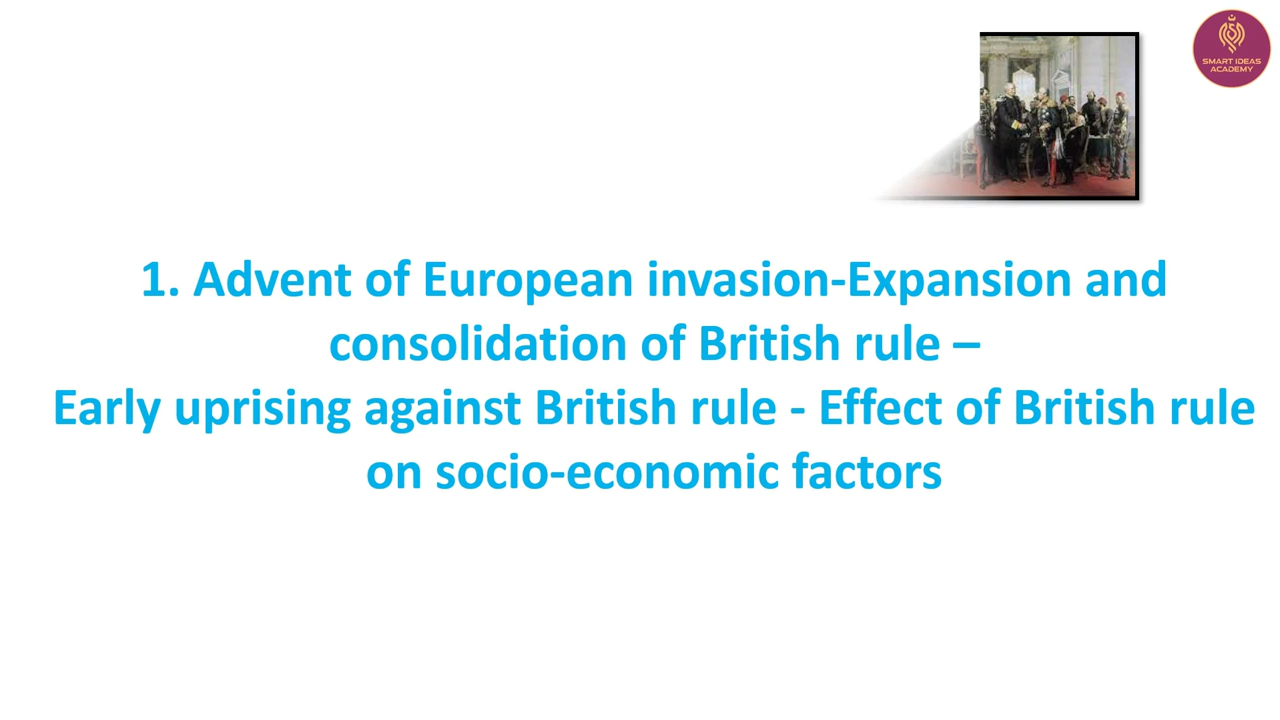 SMART IDEAS
ACADEMY
1. Advent of European invasion-Expansion and
consolidation of British rule –
Early uprising against British rule - Effect of British rule
on socio-economic factors